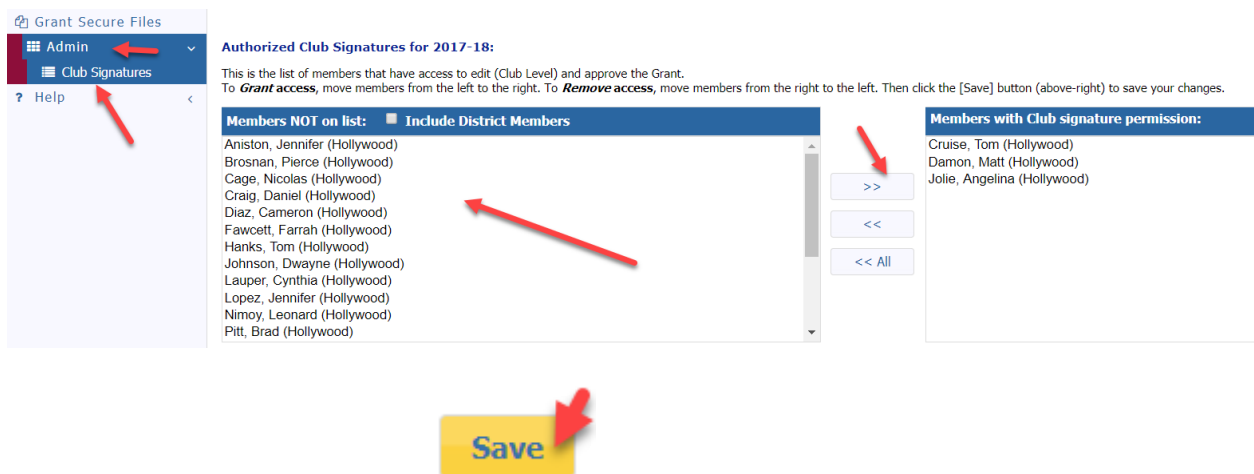 Grant Secure Files
Admin
Club Signatures
? Help
Authorized Club Signatures for 2017-18:
This is the list of members that have access to edit (Club Level) and approve the Grant.
To Grant access, move members from the left to the right. To Remove access, move members from the right to the left. Then click the [Save] button (above-right) to save your changes.
Members NOT on list: Include District Members
Aniston, Jennifer (Hollywood)
Brosnan, Pierce (Hollywood)
Cage, Nicolas (Hollywood)
Craig, Daniel (Hollywood)
Diaz, Cameron (Hollywood)
Fawcett, Farrah (Hollywood)
Hanks, Tom (Hollywood)
Johnson, Dwayne (Hollywood)
Lauper, Cynthia (Hollywood)
Lopez, Jennifer (Hollywood)
Nimoy, Leonard (Hollywood)
Pitt, Brad (Hollywood)
>>
<<
<< All
Members with Club signature permission:
Cruise, Tom (Hollywood)
Damon, Matt (Hollywood)
Jolie, Angelina (Hollywood)
Save